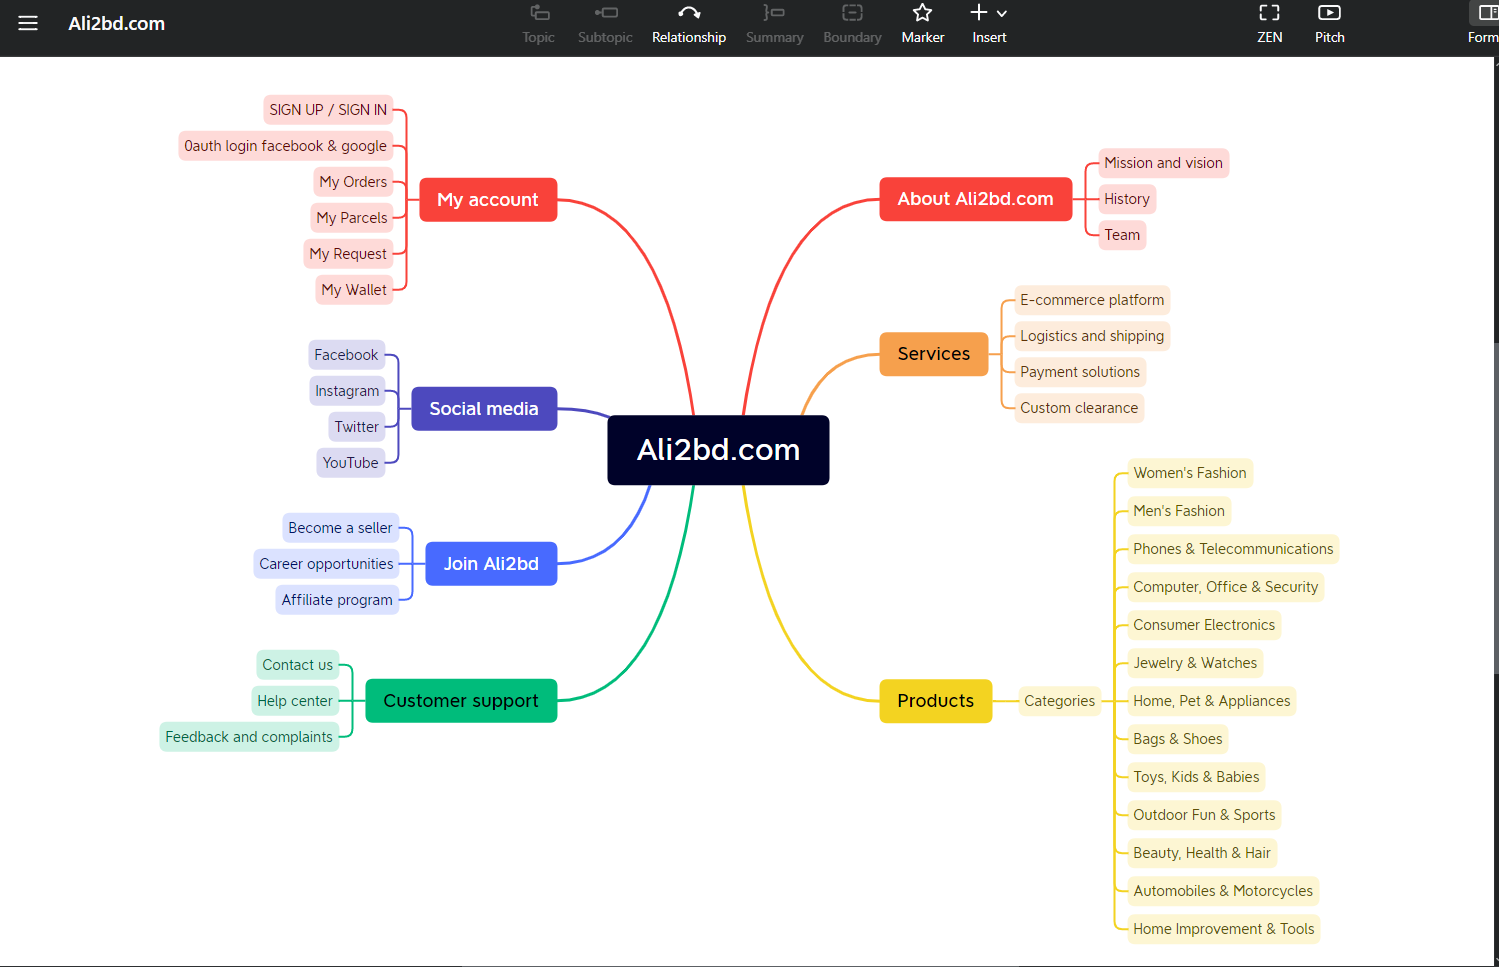 Ali2bd.com
Topic
Subtopic
Relationship
Summary
Boundary
Marker
Insert
ZEN
Pitch
Form
SIGN UP / SIGN IN
0auth login facebook & google
My Orders
My Parcels
My Request
My Wallet
My account
Facebook
Instagram
Twitter
YouTube
Social media
Become a seller
Career opportunities
Affiliate program
Join Ali2bd
Contact us
Help center
Feedback and complaints
Customer support
Ali2bd.com
About Ali2bd.com
Mission and vision
History
Team
Services
E-commerce platform
Logistics and shipping
Payment solutions
Custom clearance
Products
Categories
Women's Fashion
Men's Fashion
Phones & Telecommunications
Computer, Office & Security
Consumer Electronics
Jewelry & Watches
Home, Pet & Appliances
Bags & Shoes
Toys, Kids & Babies
Outdoor Fun & Sports
Beauty, Health & Hair
Automobiles & Motorcycles
Home Improvement & Tools